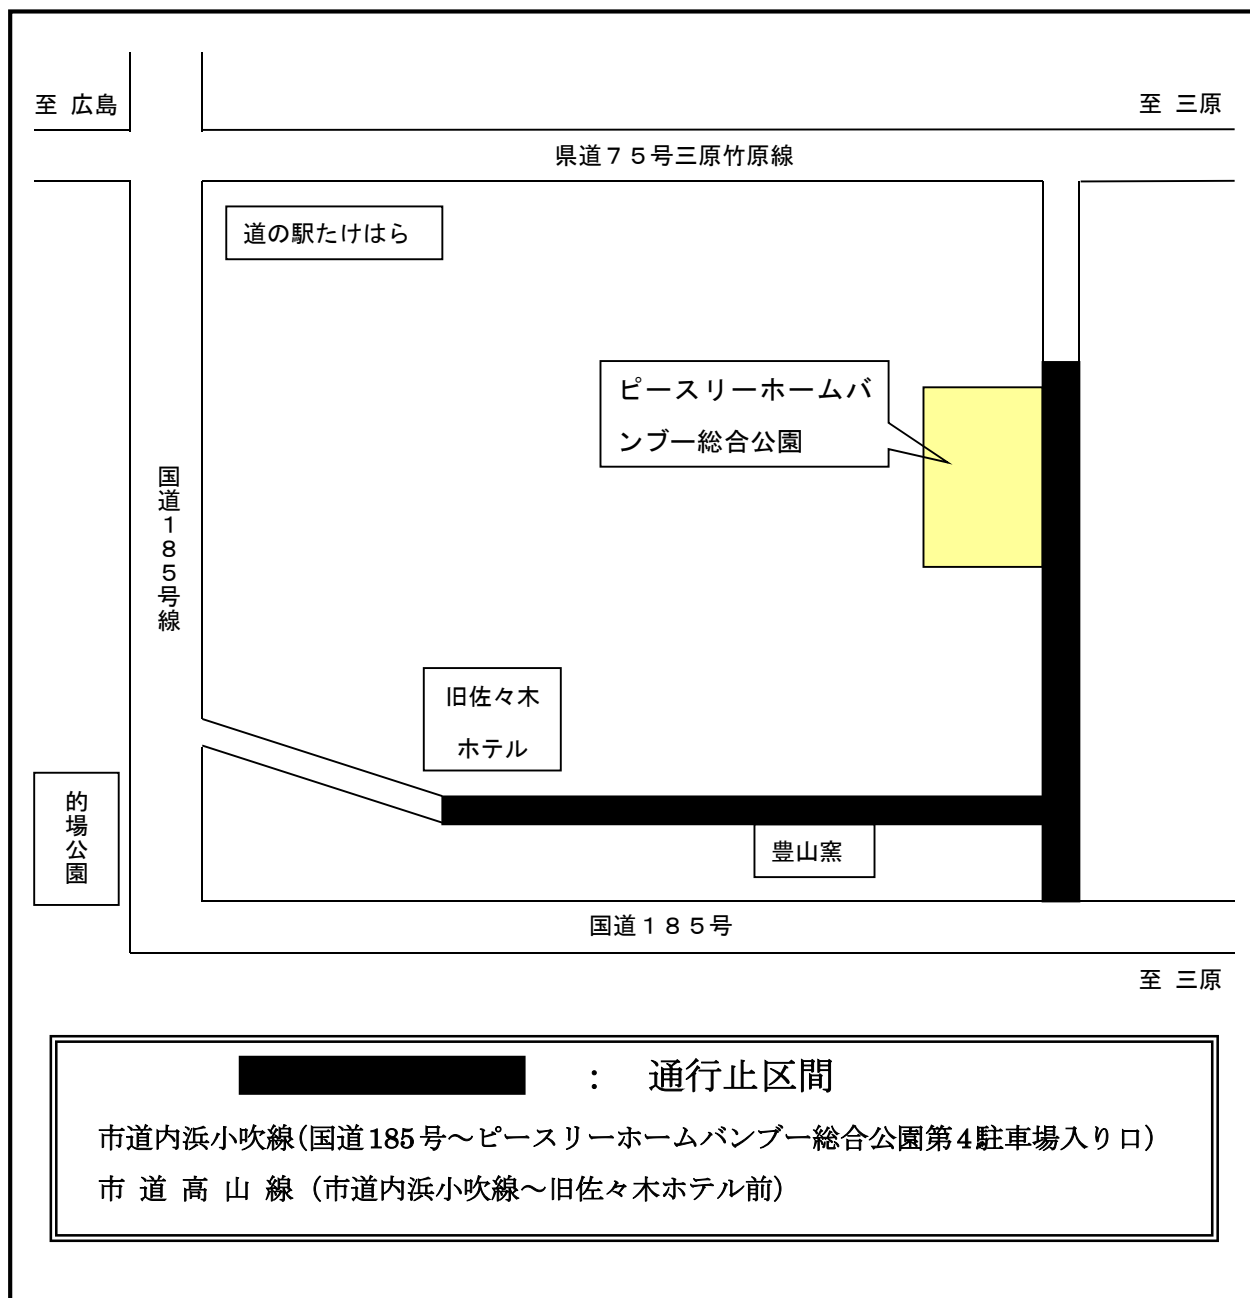 至 広島
至 三原
県道７５号三原竹原線
道の駅たけはら
ピースリーホームバ
ンブー総合公園
国道１８５号線
旧佐々木
ホテル
的場公園
豊山窯
国道１８５号
至 三原
： 通行止区間
市道内浜小吹線(国道185号～ピースリーホームバンブー総合公園第4駐車場入り口)
市 道 高 山 線 (市道内浜小吹線～旧佐々木ホテル前)